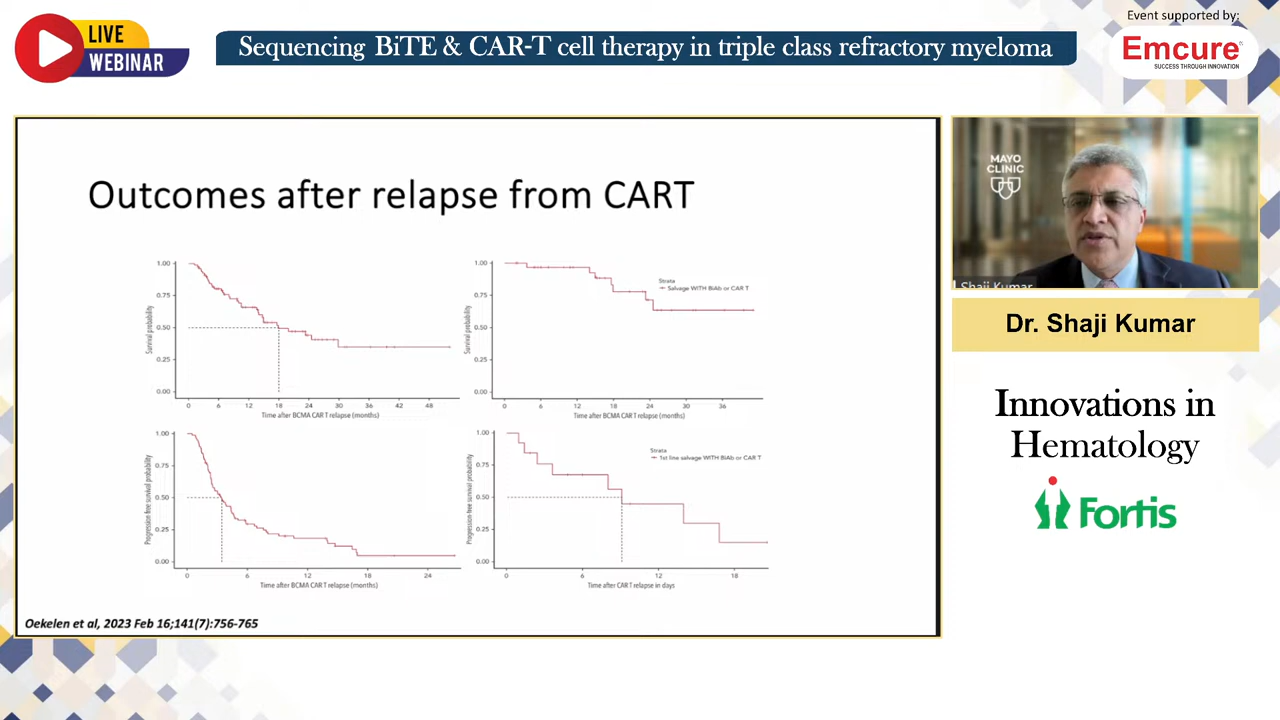 LIVE
WEBINAR
Sequencing BiTE & CAR-T cell therapy in triple class refractory myeloma
Event supported by:
Emcure
SUCCESS THROUGH INNOVATION
Outcomes after relapse from CART
1.00
0.75
0.50
0.25
0.00
Survival probability
0 6 12 18 24 30 36 42 48
Time after BCMA CAR T relapse (months)
1.00
0.75
0.50
0.25
0.00
Survival probability
Strata
Salvage WITH BiAb or CAR T
0 6 12 18 24 30 36
Time after BCMA CAR T relapse (months)
1.00
0.75
0.50
0.25
0.00
Progression-free survival probability
0 6 12 18 24
Time after BCMA CAR T relapse (months)
1.00
0.75
0.50
0.25
0.00
Progression-free survival probability
Strata
1st line salvage WITH BiAb or CAR T
0 6 12 18
Time after CAR T relapse in days
Oekelen et al, 2023 Feb 16;141(7):756-765
MAYO
CLINIC
Shaji Kumar
Dr. Shaji Kumar
Innovations in
Hematology
Fortis